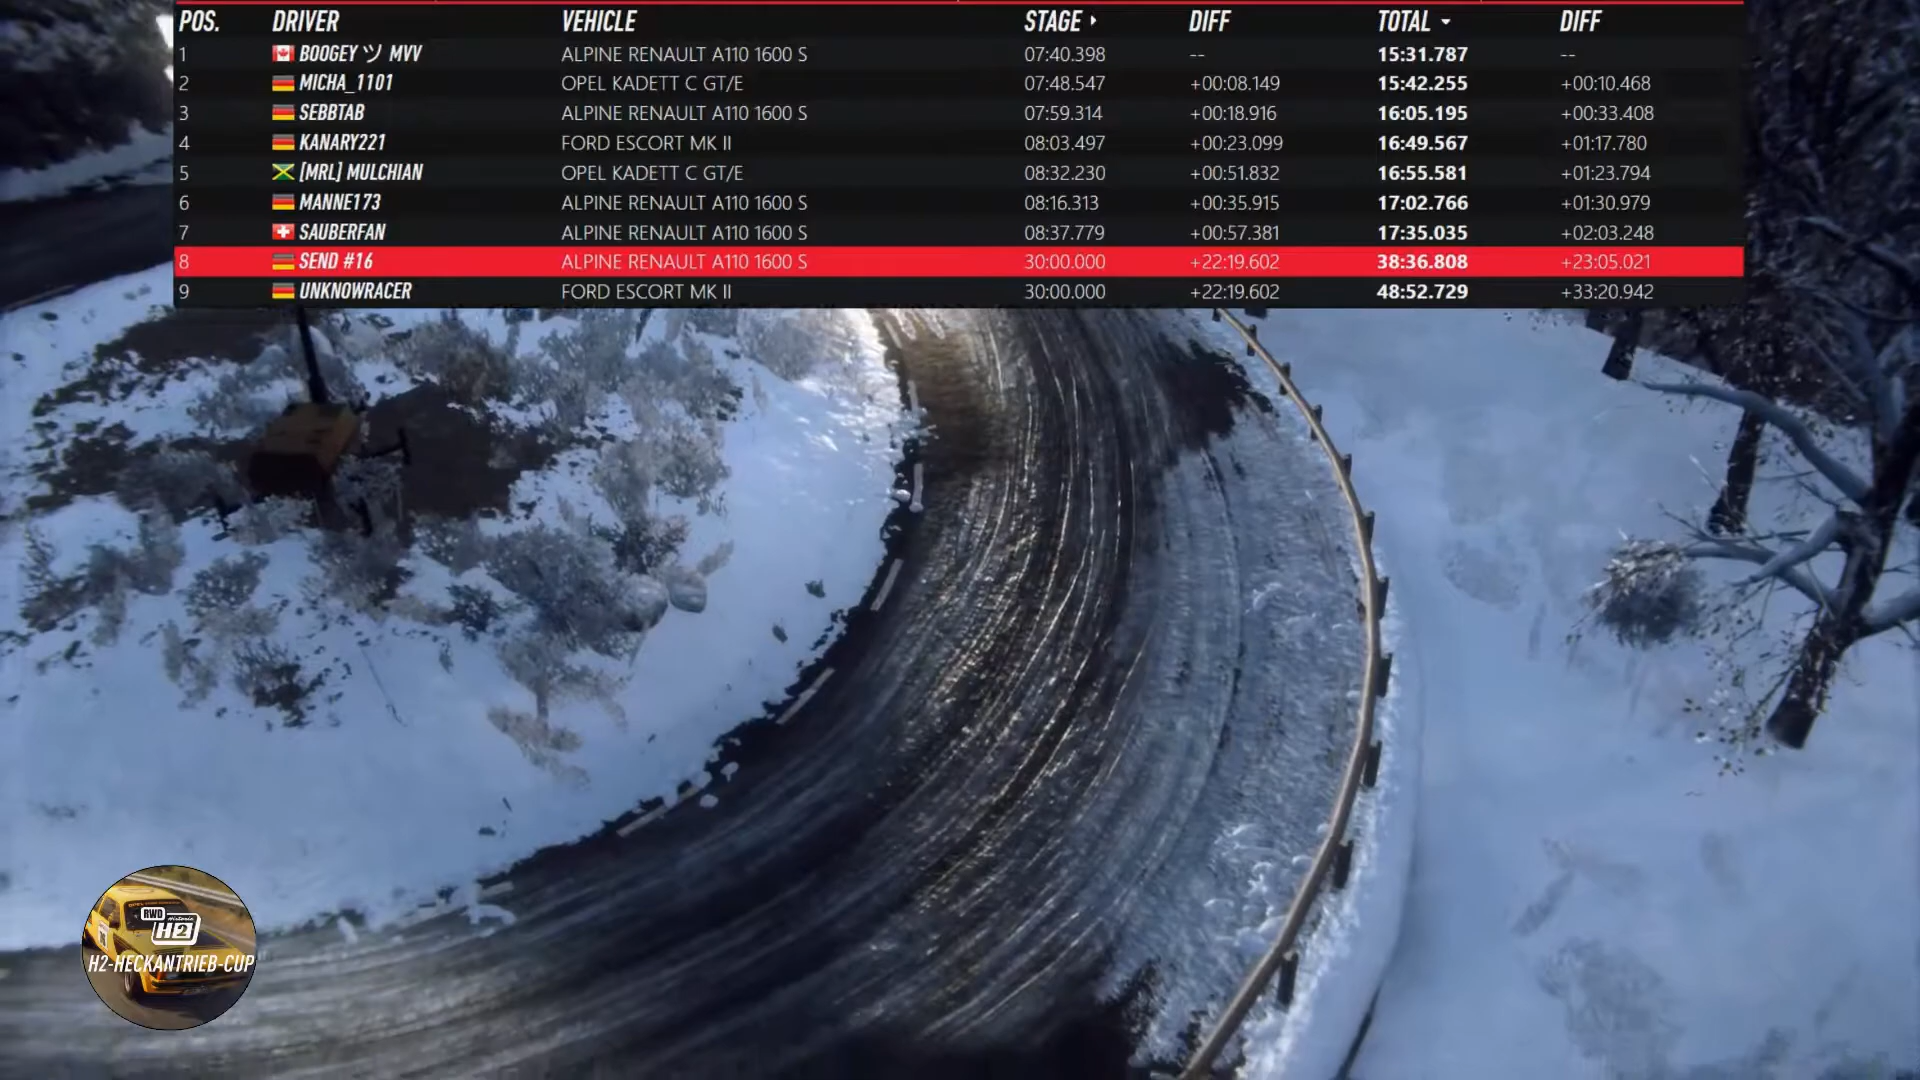 POS. DRIVER VEHICLE STAGE DIFF TOTAL DIFF
1 BOOGEY ツ MVV ALPINE RENAULT A110 1600 S 07:40.398 -- 15:31.787 --
2 MICHA_1101 OPEL KADETT C GT/E 07:48.547 +00:08.149 15:42.255 +00:10.468
3 SEBBTAB ALPINE RENAULT A110 1600 S 07:59.314 +00:18.916 16:05.195 +00:33.408
4 KANARY221 FORD ESCORT MK II 08:03.497 +00:23.099 16:49.567 +01:17.780
5 [MRL] MULCHIAN OPEL KADETT C GT/E 08:32.230 +00:51.832 16:55.581 +01:23.794
6 MANNE173 ALPINE RENAULT A110 1600 S 08:16.313 +00:35.915 17:02.766 +01:30.979
7 SAUBERFAN ALPINE RENAULT A110 1600 S 08:37.779 +00:57.381 17:35.035 +02:03.248
8 SEND #16 ALPINE RENAULT A110 1600 S 30:00.000 +22:19.602 38:36.808 +23:05.021
9 UNKNOWRACER FORD ESCORT MK II 30:00.000 +22:19.602 48:52.729 +33:20.942
RWD Historic
H2
H2-HECKANTRIEB-CUP